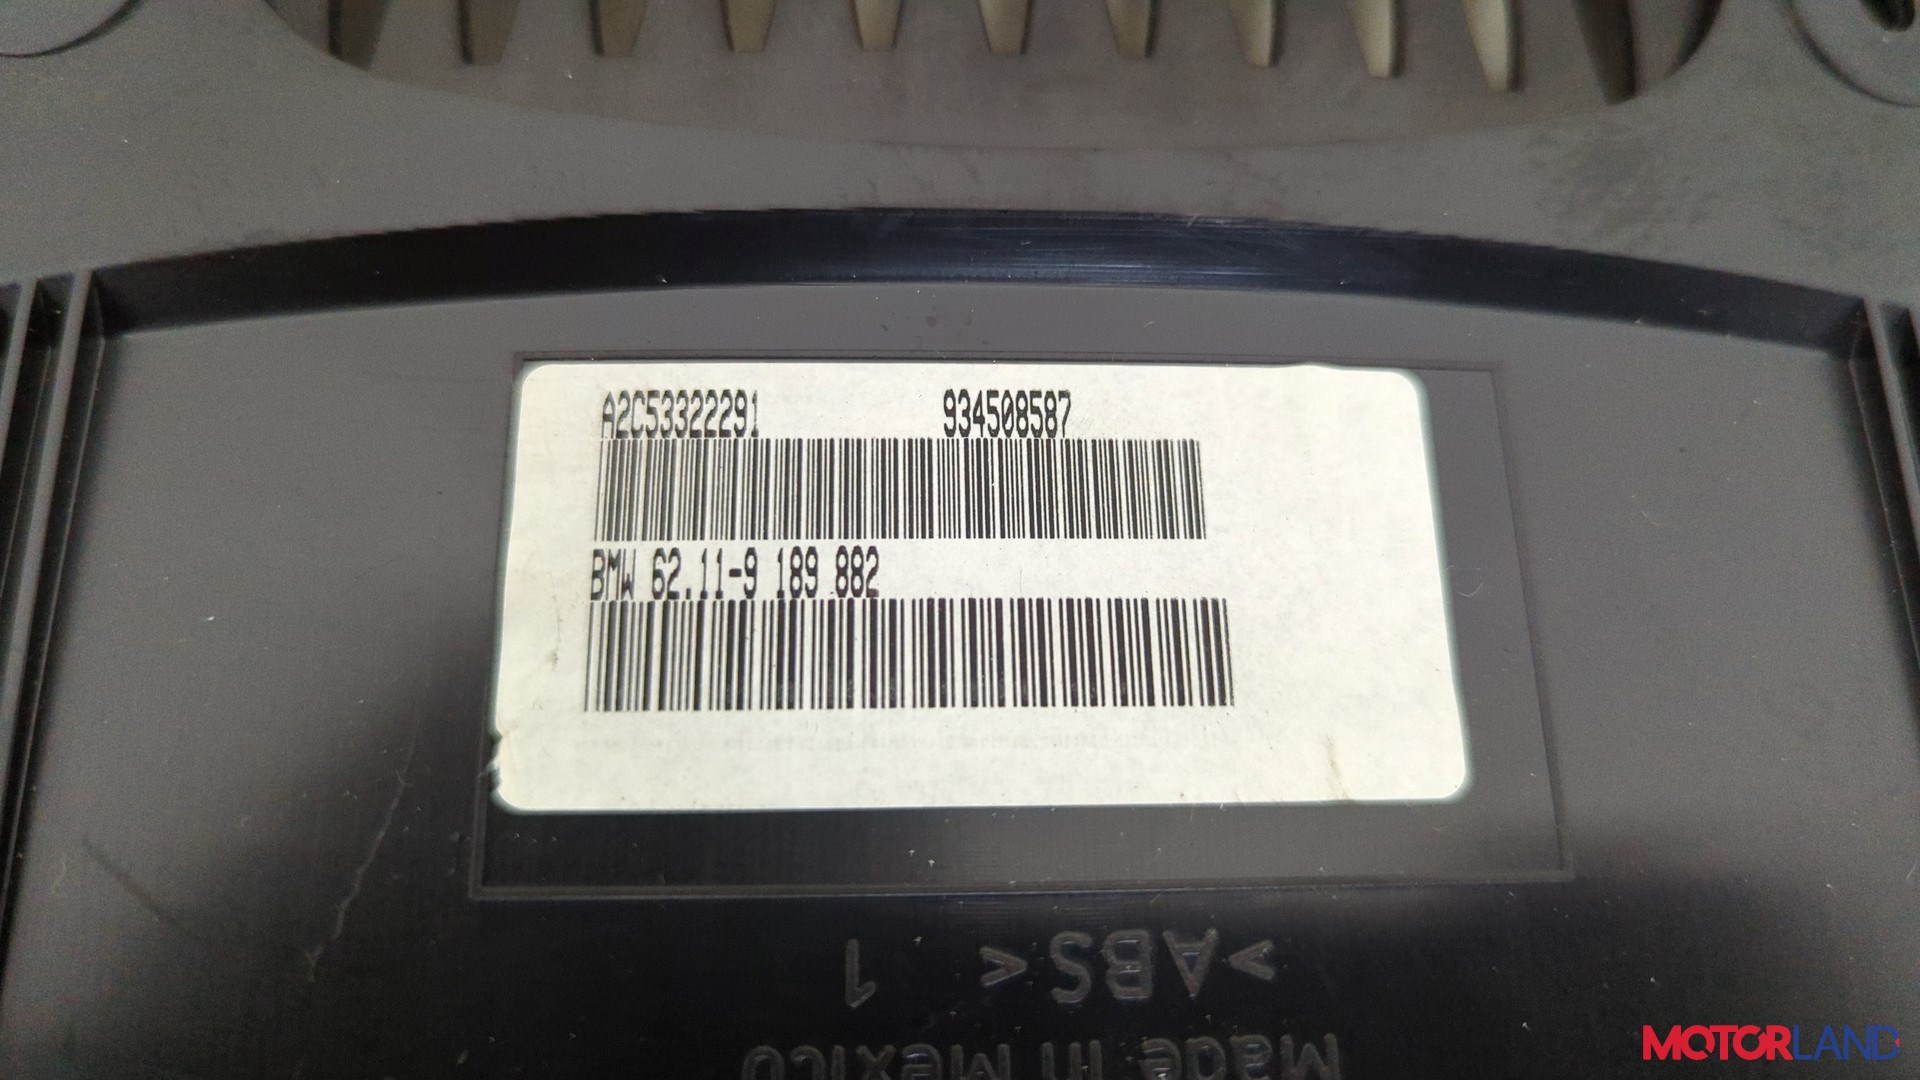 A2C53322291 934508587
BMW 62.11-9 189 882
>ABS< 1
Made in Mexico
MOTORLAND